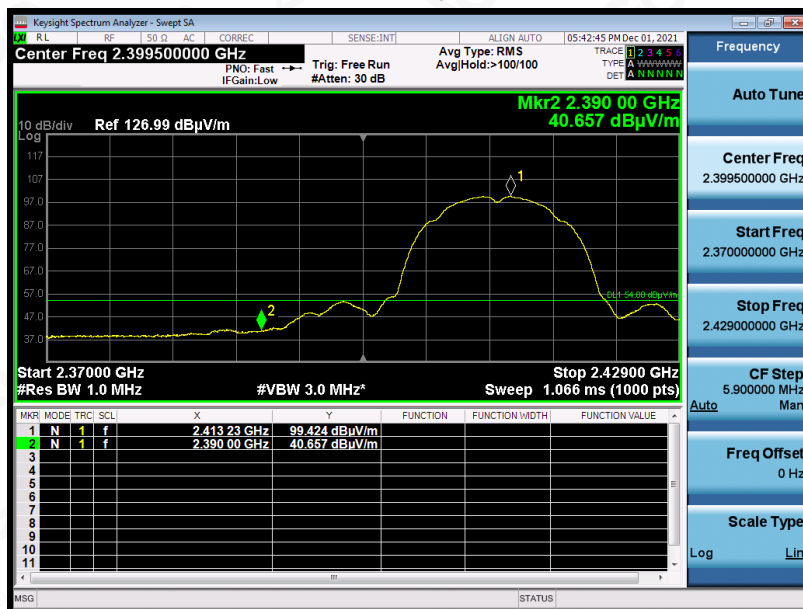 Keysight Spectrum Analyzer - Swept SA
LXI RL RF 50 Ω AC CORREC SENSE:INT ALIGN AUTO 05:42:45 PM Dec 01, 2021
Center Freq 2.399500000 GHz
PNO: Fast
IFGain:Low
Trig: Free Run
#Atten: 30 dB
Avg Type: RMS
Avg|Hold:>100/100
TRACE 1 2 3 4 5 6
TYPE A WWWWW
DET A N N N N N
Mkr2 2.390 00 GHz
40.657 dBµV/m
10 dB/div Ref 126.99 dBµV/m
Log
117
107
97.0
87.0
77.0
67.0
57.0
47.0
37.0
1
2
DL1 54.00 dBµV/m
Start 2.37000 GHz Stop 2.42900 GHz
#Res BW 1.0 MHz #VBW 3.0 MHz* Sweep 1.066 ms (1000 pts)
MKR MODE TRC SCL X Y FUNCTION FUNCTION WIDTH FUNCTION VALUE
1 N 1 f 2.413 23 GHz 99.424 dBµV/m
2 N 1 f 2.390 00 GHz 40.657 dBµV/m
3
4
5
6
7
8
9
10
11
MSG STATUS
Frequency
Auto Tune
Center Freq
2.399500000 GHz
Start Freq
2.370000000 GHz
Stop Freq
2.429000000 GHz
CF Step
5.900000 MHz
Auto Man
Freq Offset
0 Hz
Scale Type
Log Lin